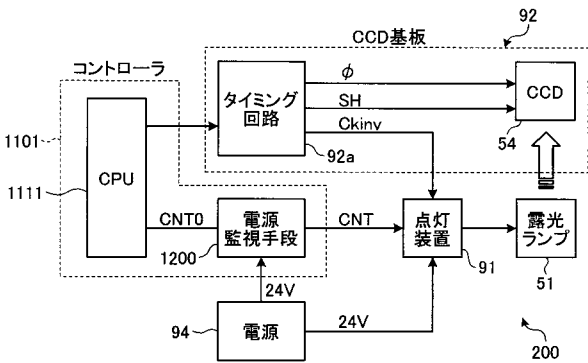 CCD基板
92
コントローラ
タイミング
回路
φ
SH
Ckinv
CCD
54
92a
1101
1111
CPU
CNT0
電源
監視手段
1200
CNT
点灯
装置
91
露光
ランプ
51
24V
24V
94
電源
200